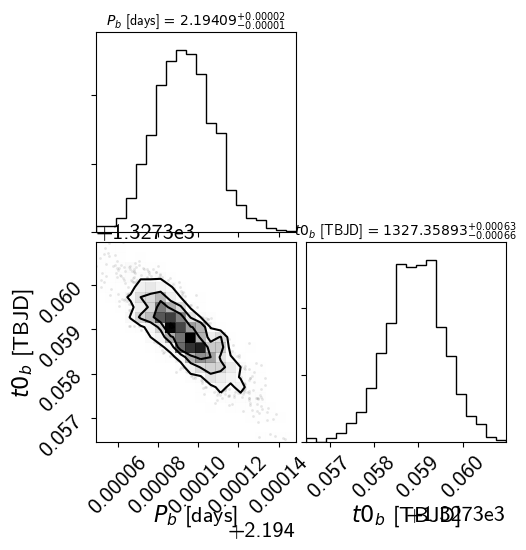 P_b [days] = 2.19409^{+0.00002}_{-0.00001}
+1.3273e3
t0_b [TBJD] = 1327.35893^{+0.00063}_{-0.00066}
t0_b [TBJD]
0.060
0.059
0.058
0.057
0.00006 0.00008 0.00010 0.00012 0.00014
P_b [days]
+2.194
0.057 0.058 0.059 0.060
t0_b [TBJD]
+1.3273e3